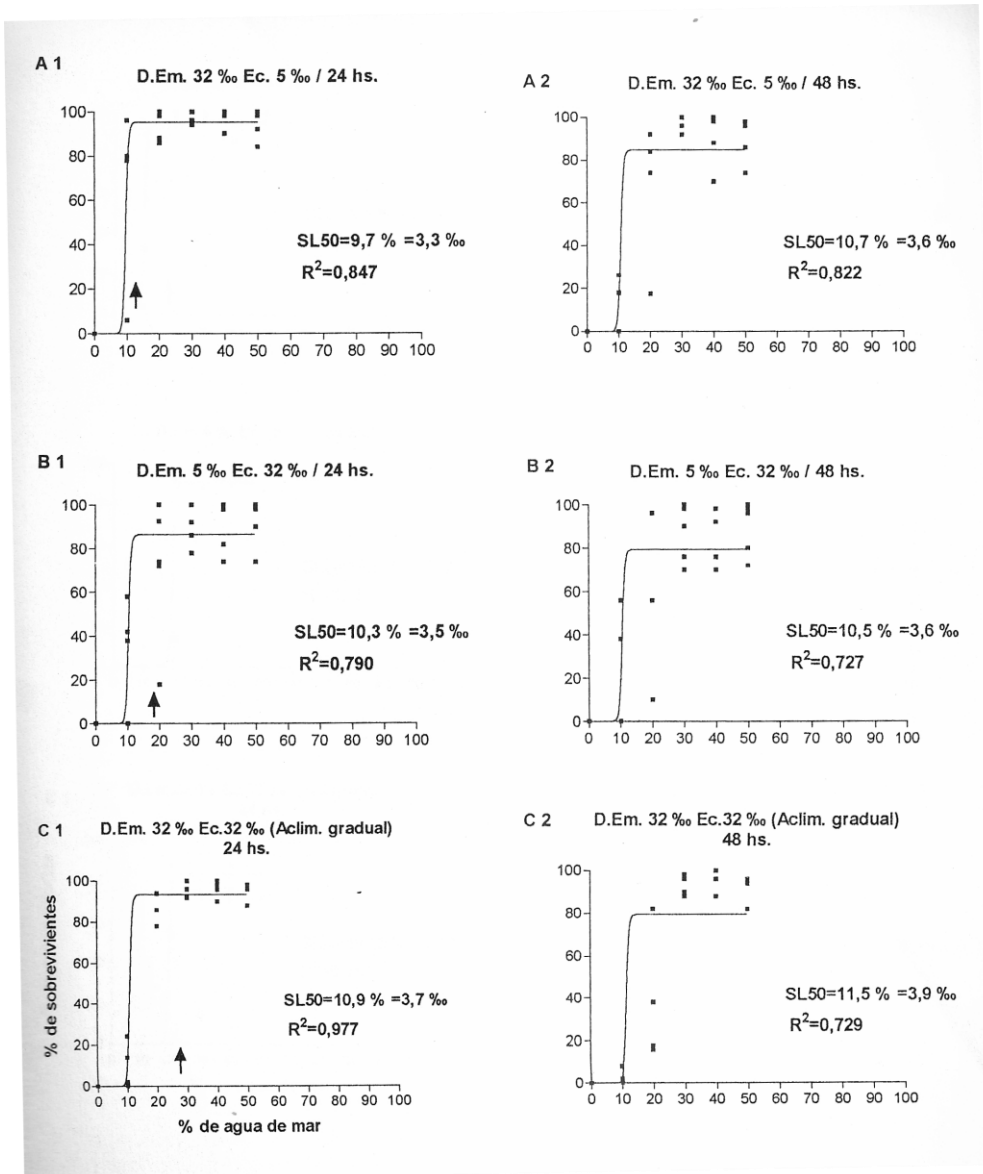 A 1
D.Em. 32 ‰ Ec. 5 ‰ / 24 hs.
100
80
60
40
20
0
0 10 20 30 40 50 60 70 80 90 100
SL50=9,7 % =3,3 ‰
R²=0,847
A 2
D.Em. 32 ‰ Ec. 5 ‰ / 48 hs.
100
80
60
40
20
0
0 10 20 30 40 50 60 70 80 90 100
SL50=10,7 % =3,6 ‰
R²=0,822
B 1
D.Em. 5 ‰ Ec. 32 ‰ / 24 hs.
100
80
60
40
20
0
0 10 20 30 40 50 60 70 80 90 100
SL50=10,3 % =3,5 ‰
R²=0,790
B 2
D.Em. 5 ‰ Ec. 32 ‰ / 48 hs.
100
80
60
40
20
0
0 10 20 30 40 50 60 70 80 90 100
SL50=10,5 % =3,6 ‰
R²=0,727
C 1
D.Em. 32 ‰ Ec.32 ‰ (Aclim. gradual)
24 hs.
% de sobrevivientes
100
80
60
40
20
0
0 10 20 30 40 50 60 70 80 90 100
% de agua de mar
SL50=10,9 % =3,7 ‰
R²=0,977
C 2
D.Em. 32 ‰ Ec.32 ‰ (Aclim. gradual)
48 hs.
100
80
60
40
20
0
0 10 20 30 40 50 60 70 80 90 100
SL50=11,5 % =3,9 ‰
R²=0,729